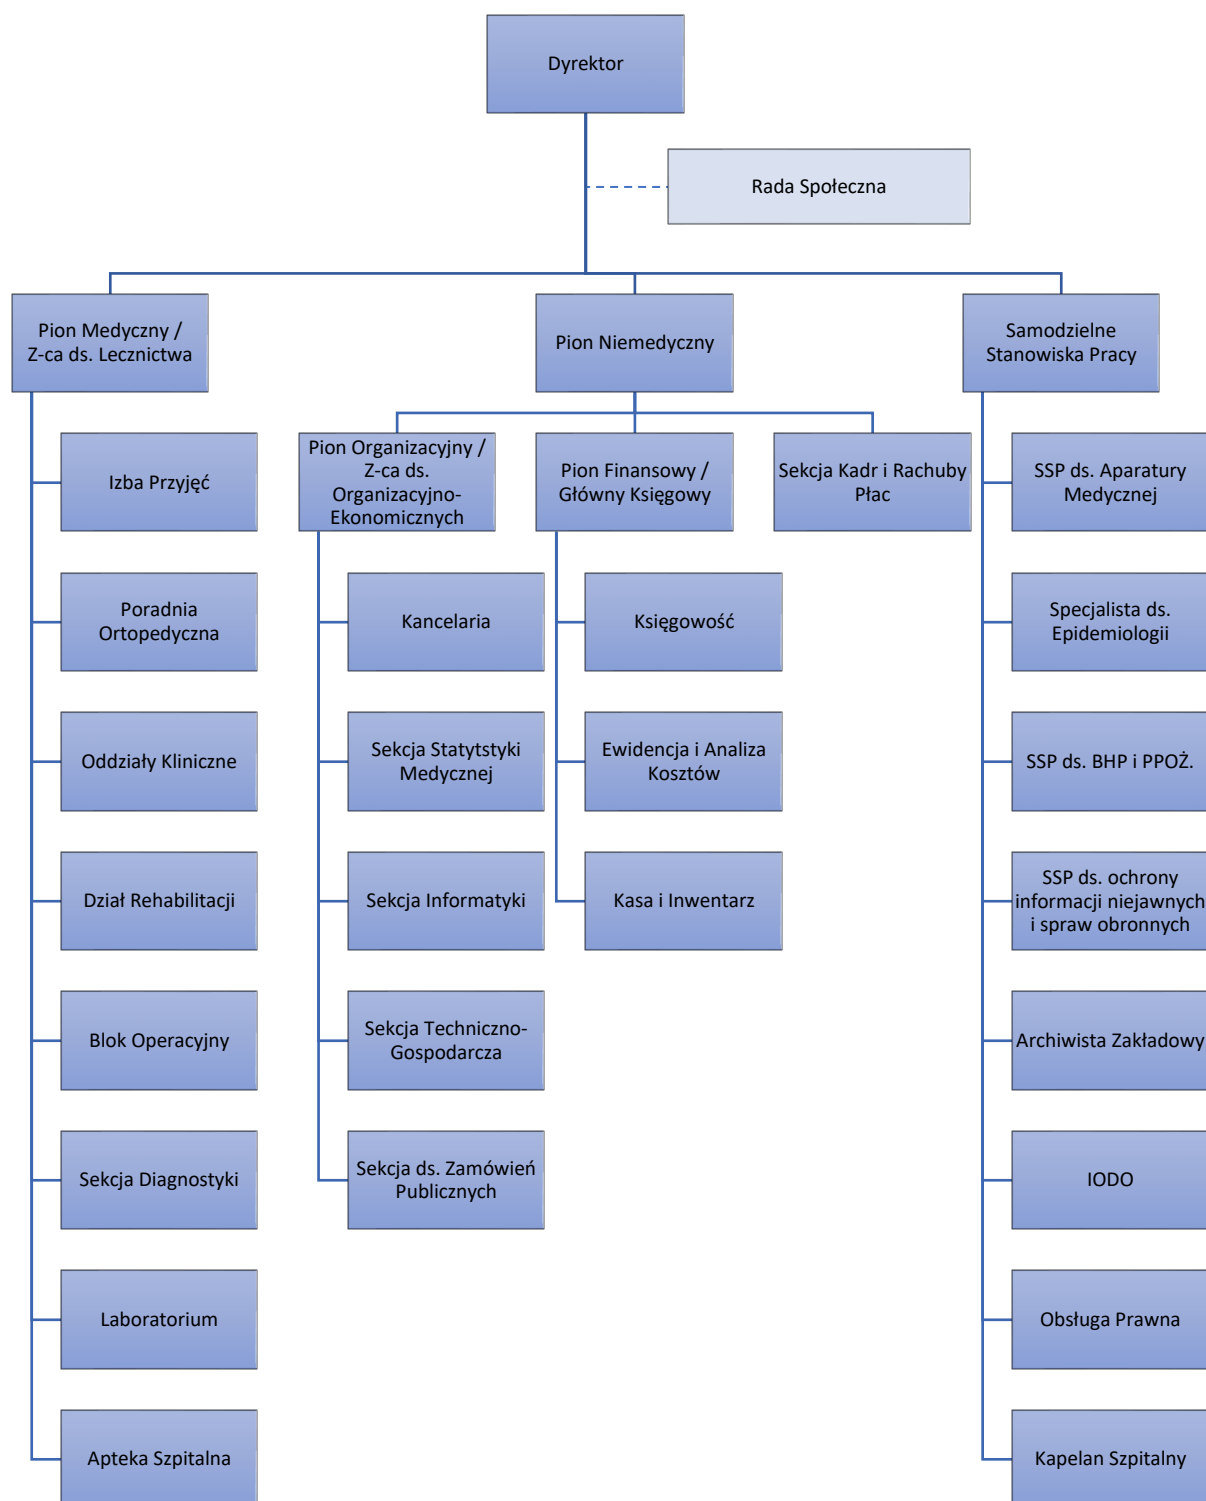 Dyrektor
Rada Społeczna
Pion Medyczny /
Z-ca ds. Lecznictwa
Pion Niemedyczny
Samodzielne
Stanowiska Pracy
Izba Przyjęć
Poradnia
Ortopedyczna
Oddziały Kliniczne
Dział Rehabilitacji
Blok Operacyjny
Sekcja Diagnostyki
Laboratorium
Apteka Szpitalna
Pion Organizacyjny /
Z-ca ds.
Organizacyjno-
Ekonomicznych
Kancelaria
Sekcja Statytstyki
Medycznej
Sekcja Informatyki
Sekcja Techniczno-
Gospodarcza
Sekcja ds. Zamówień
Publicznych
Pion Finansowy /
Główny Księgowy
Księgowość
Ewidencja i Analiza
Kosztów
Kasa i Inwentarz
Sekcja Kadr i Rachuby
Płac
SSP ds. Aparatury
Medycznej
Specjalista ds.
Epidemiologii
SSP ds. BHP i PPOŻ.
SSP ds. ochrony
informacji niejawnych
i spraw obronnych
Archiwista Zakładowy
IODO
Obsługa Prawna
Kapelan Szpitalny